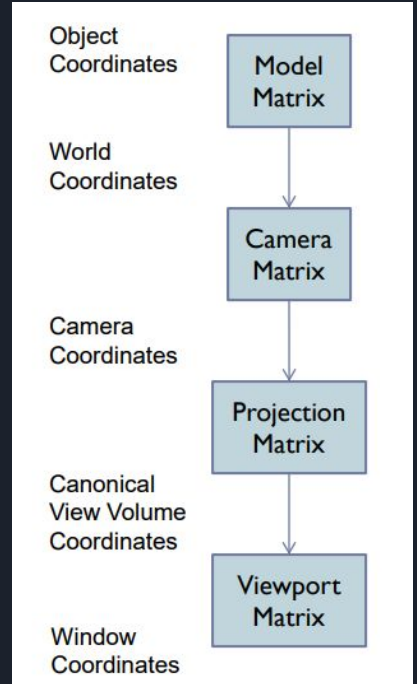 Object
Coordinates
Model
Matrix
World
Coordinates
Camera
Matrix
Camera
Coordinates
Projection
Matrix
Canonical
View Volume
Coordinates
Viewport
Matrix
Window
Coordinates